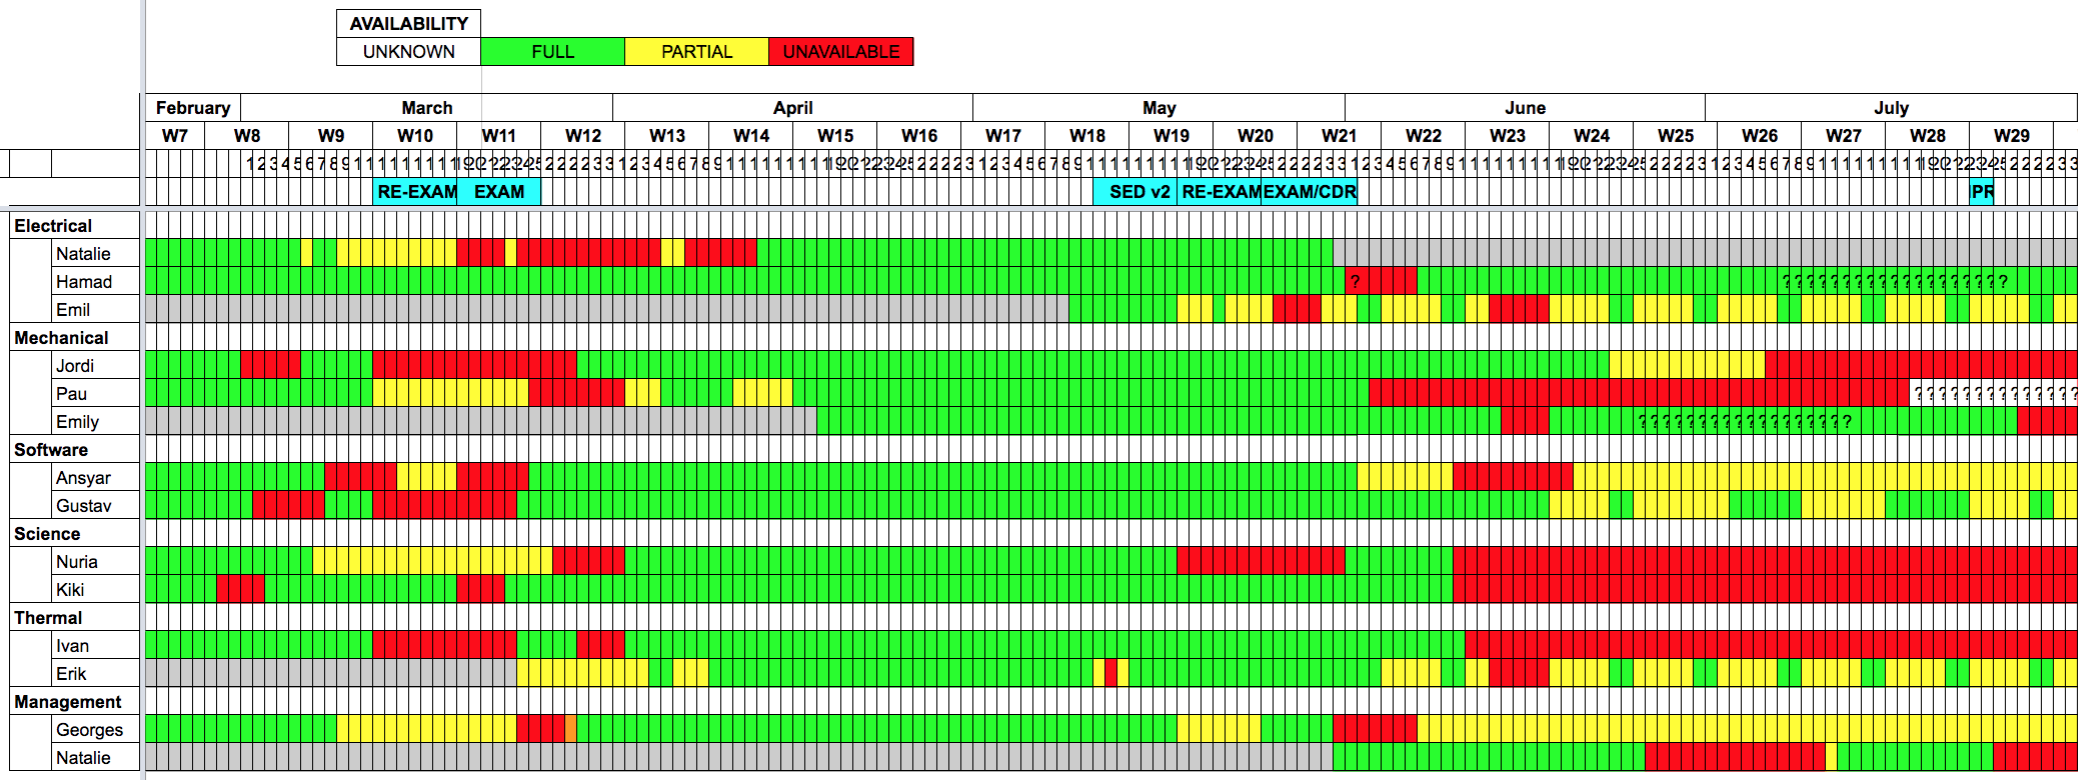 AVAILABILITY
UNKNOWN FULL PARTIAL UNAVAILABLE
February March April May June July
W7 W8 W9 W10 W11 W12 W13 W14 W15 W16 W17 W18 W19 W20 W21 W22 W23 W24 W25 W26 W27 W28 W29
RE-EXAM EXAM SED v2 RE-EXAM EXAM/CDR IPR
Electrical
Natalie
Hamad ? ? ? ? ? ? ? ? ? ? ? ? ? ? ? ? ? ? ? ?
Emil
Mechanical
Jordi
Pau ? ? ? ? ? ? ? ? ? ? ? ? ? ?
Emily ? ? ? ? ? ? ? ? ? ? ? ? ? ? ? ? ? ?
Software
Ansyar
Gustav
Science
Nuria
Kiki
Thermal
Ivan
Erik
Management
Georges
Natalie